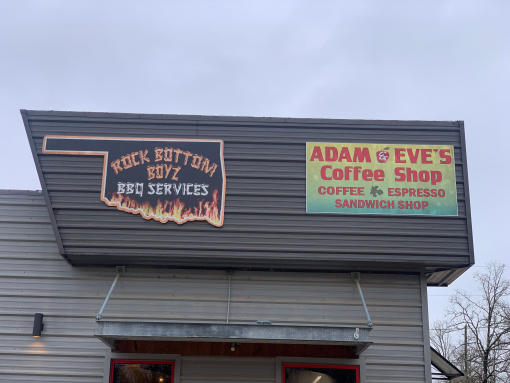 ROCK BOTTOM
BOYZ
BBQ SERVICES
ADAM & EVE'S
Coffee Shop
COFFEE ESPRESSO
SANDWICH SHOP